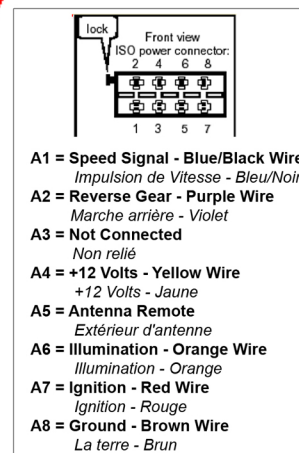 lock
Front view
ISO power connector:
2 4 6 8
1 3 5 7
A1 = Speed Signal - Blue/Black Wire
Impulsion de Vitesse - Bleu/Noir
A2 = Reverse Gear - Purple Wire
Marche arrière - Violet
A3 = Not Connected
Non relié
A4 = +12 Volts - Yellow Wire
+12 Volts - Jaune
A5 = Antenna Remote
Extérieur d'antenne
A6 = Illumination - Orange Wire
Illumination - Orange
A7 = Ignition - Red Wire
Ignition - Rouge
A8 = Ground - Brown Wire
La terre - Brun